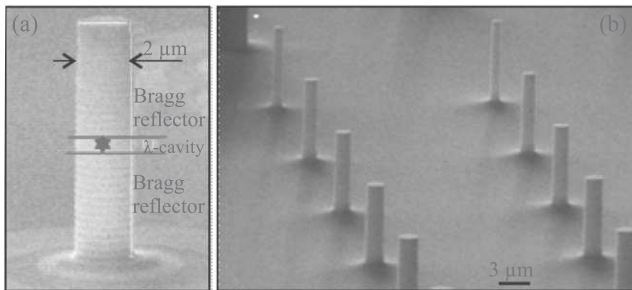 (a)
2 μm
Bragg
reflector
λ-cavity
Bragg
reflector
(b)
3 μm